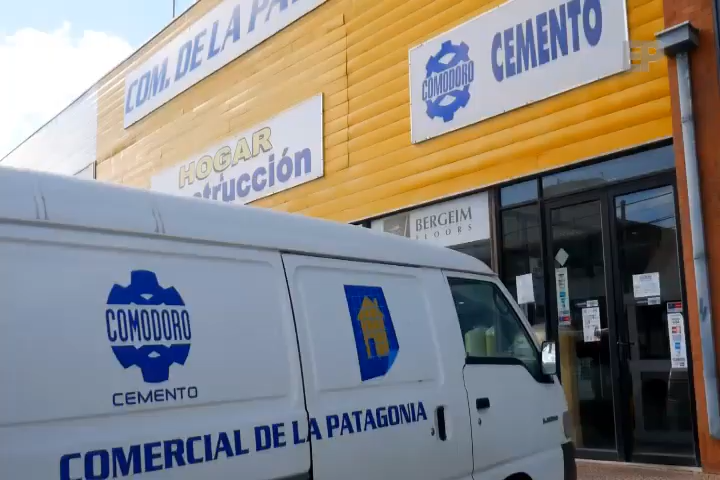 COM. DE LA PA
COMODORO
CEMENTO
HOGAR
strucción
BERGEIM
FLOORS
COMODORO
CEMENTO
COMERCIAL DE LA PATAGONIA